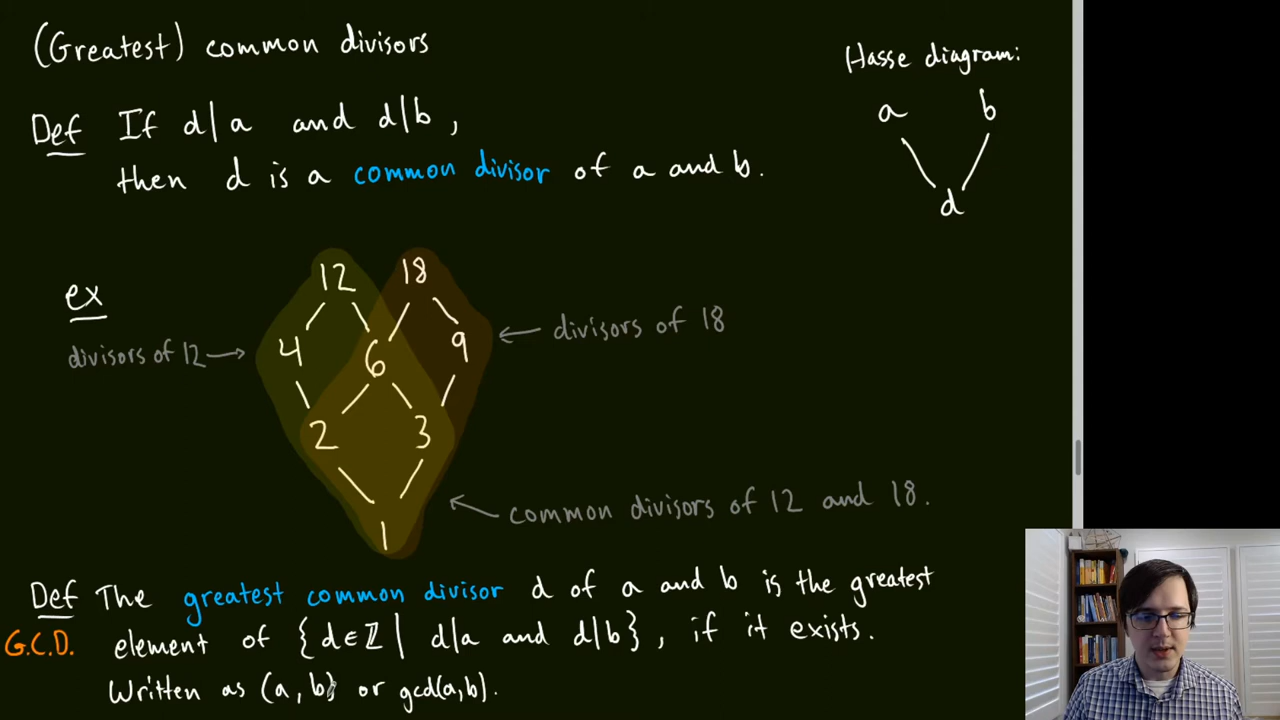 (Greatest) common divisors
Hasse diagram:
a b
d
Def If d|a and d|b,
then d is a common divisor of a and b.
ex
12 18
divisors of 12
4 6 9
divisors of 18
2 3
1
common divisors of 12 and 18.
Def The greatest common divisor d of a and b is the greatest
G.C.D. element of {d∈ℤ| d|a and d|b}, if it exists.
Written as (a,b) or gcd(a,b).